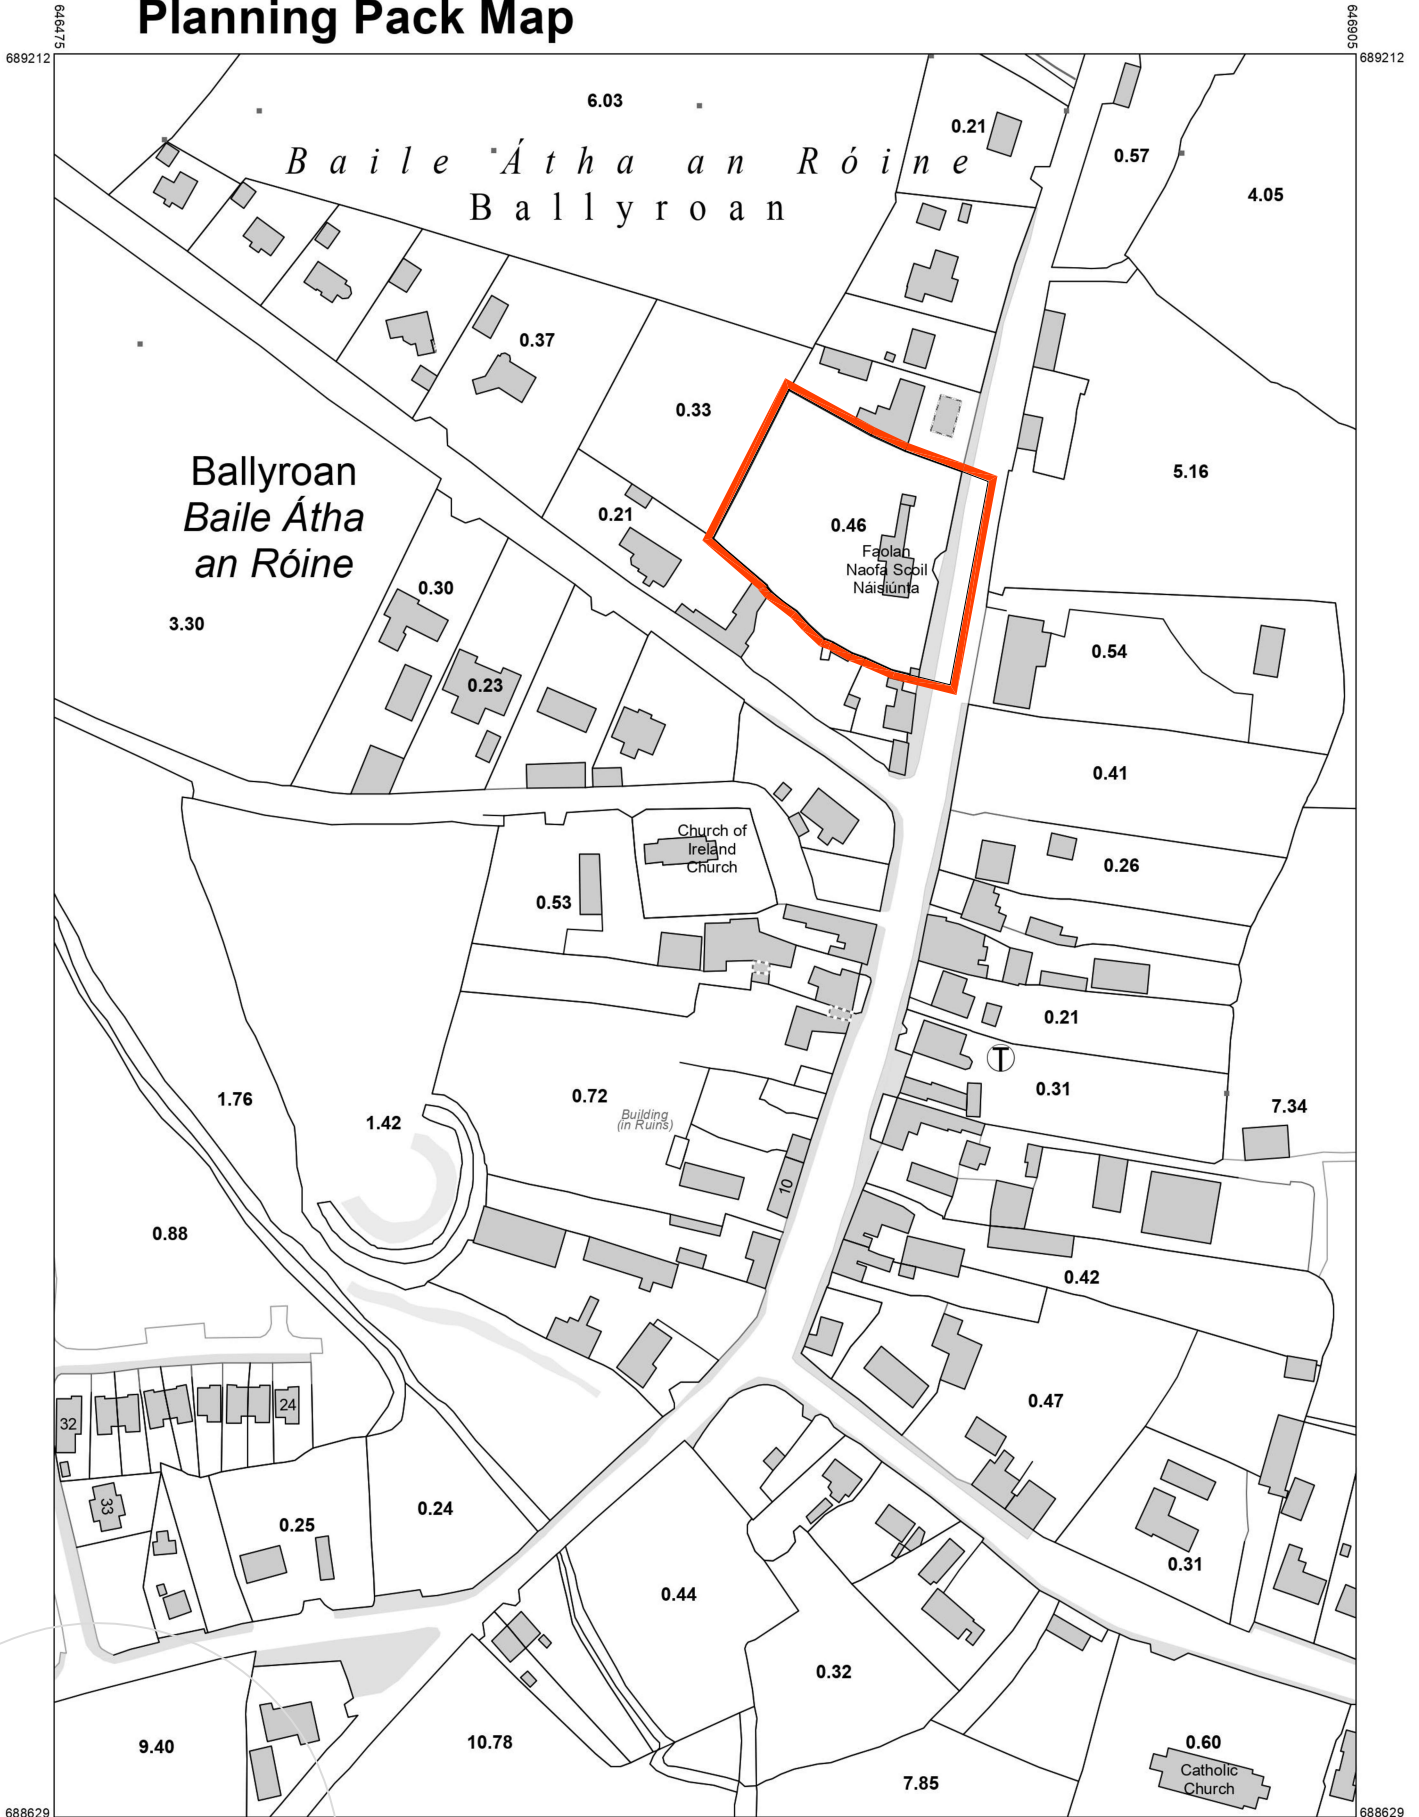 Planning Pack Map
646475
646905
689212
689212
6.03
0.21
0.57
4.05
Baile Átha an Róine
Ballyroan
0.37
0.33
5.16
Ballyroan
Baile Átha
an Róine
0.21
0.46
Faolan
Naofa Scoil
Náisiúnta
0.30
3.30
0.54
0.23
0.41
Church of
Ireland
Church
0.26
0.53
0.21
T
0.31
1.76
0.72
7.34
1.42
Building
(in Ruins)
10
0.88
0.42
0.47
32
24
33
0.25
0.24
0.31
0.44
0.32
9.40
10.78
0.60
Catholic
Church
7.85
688629
688629